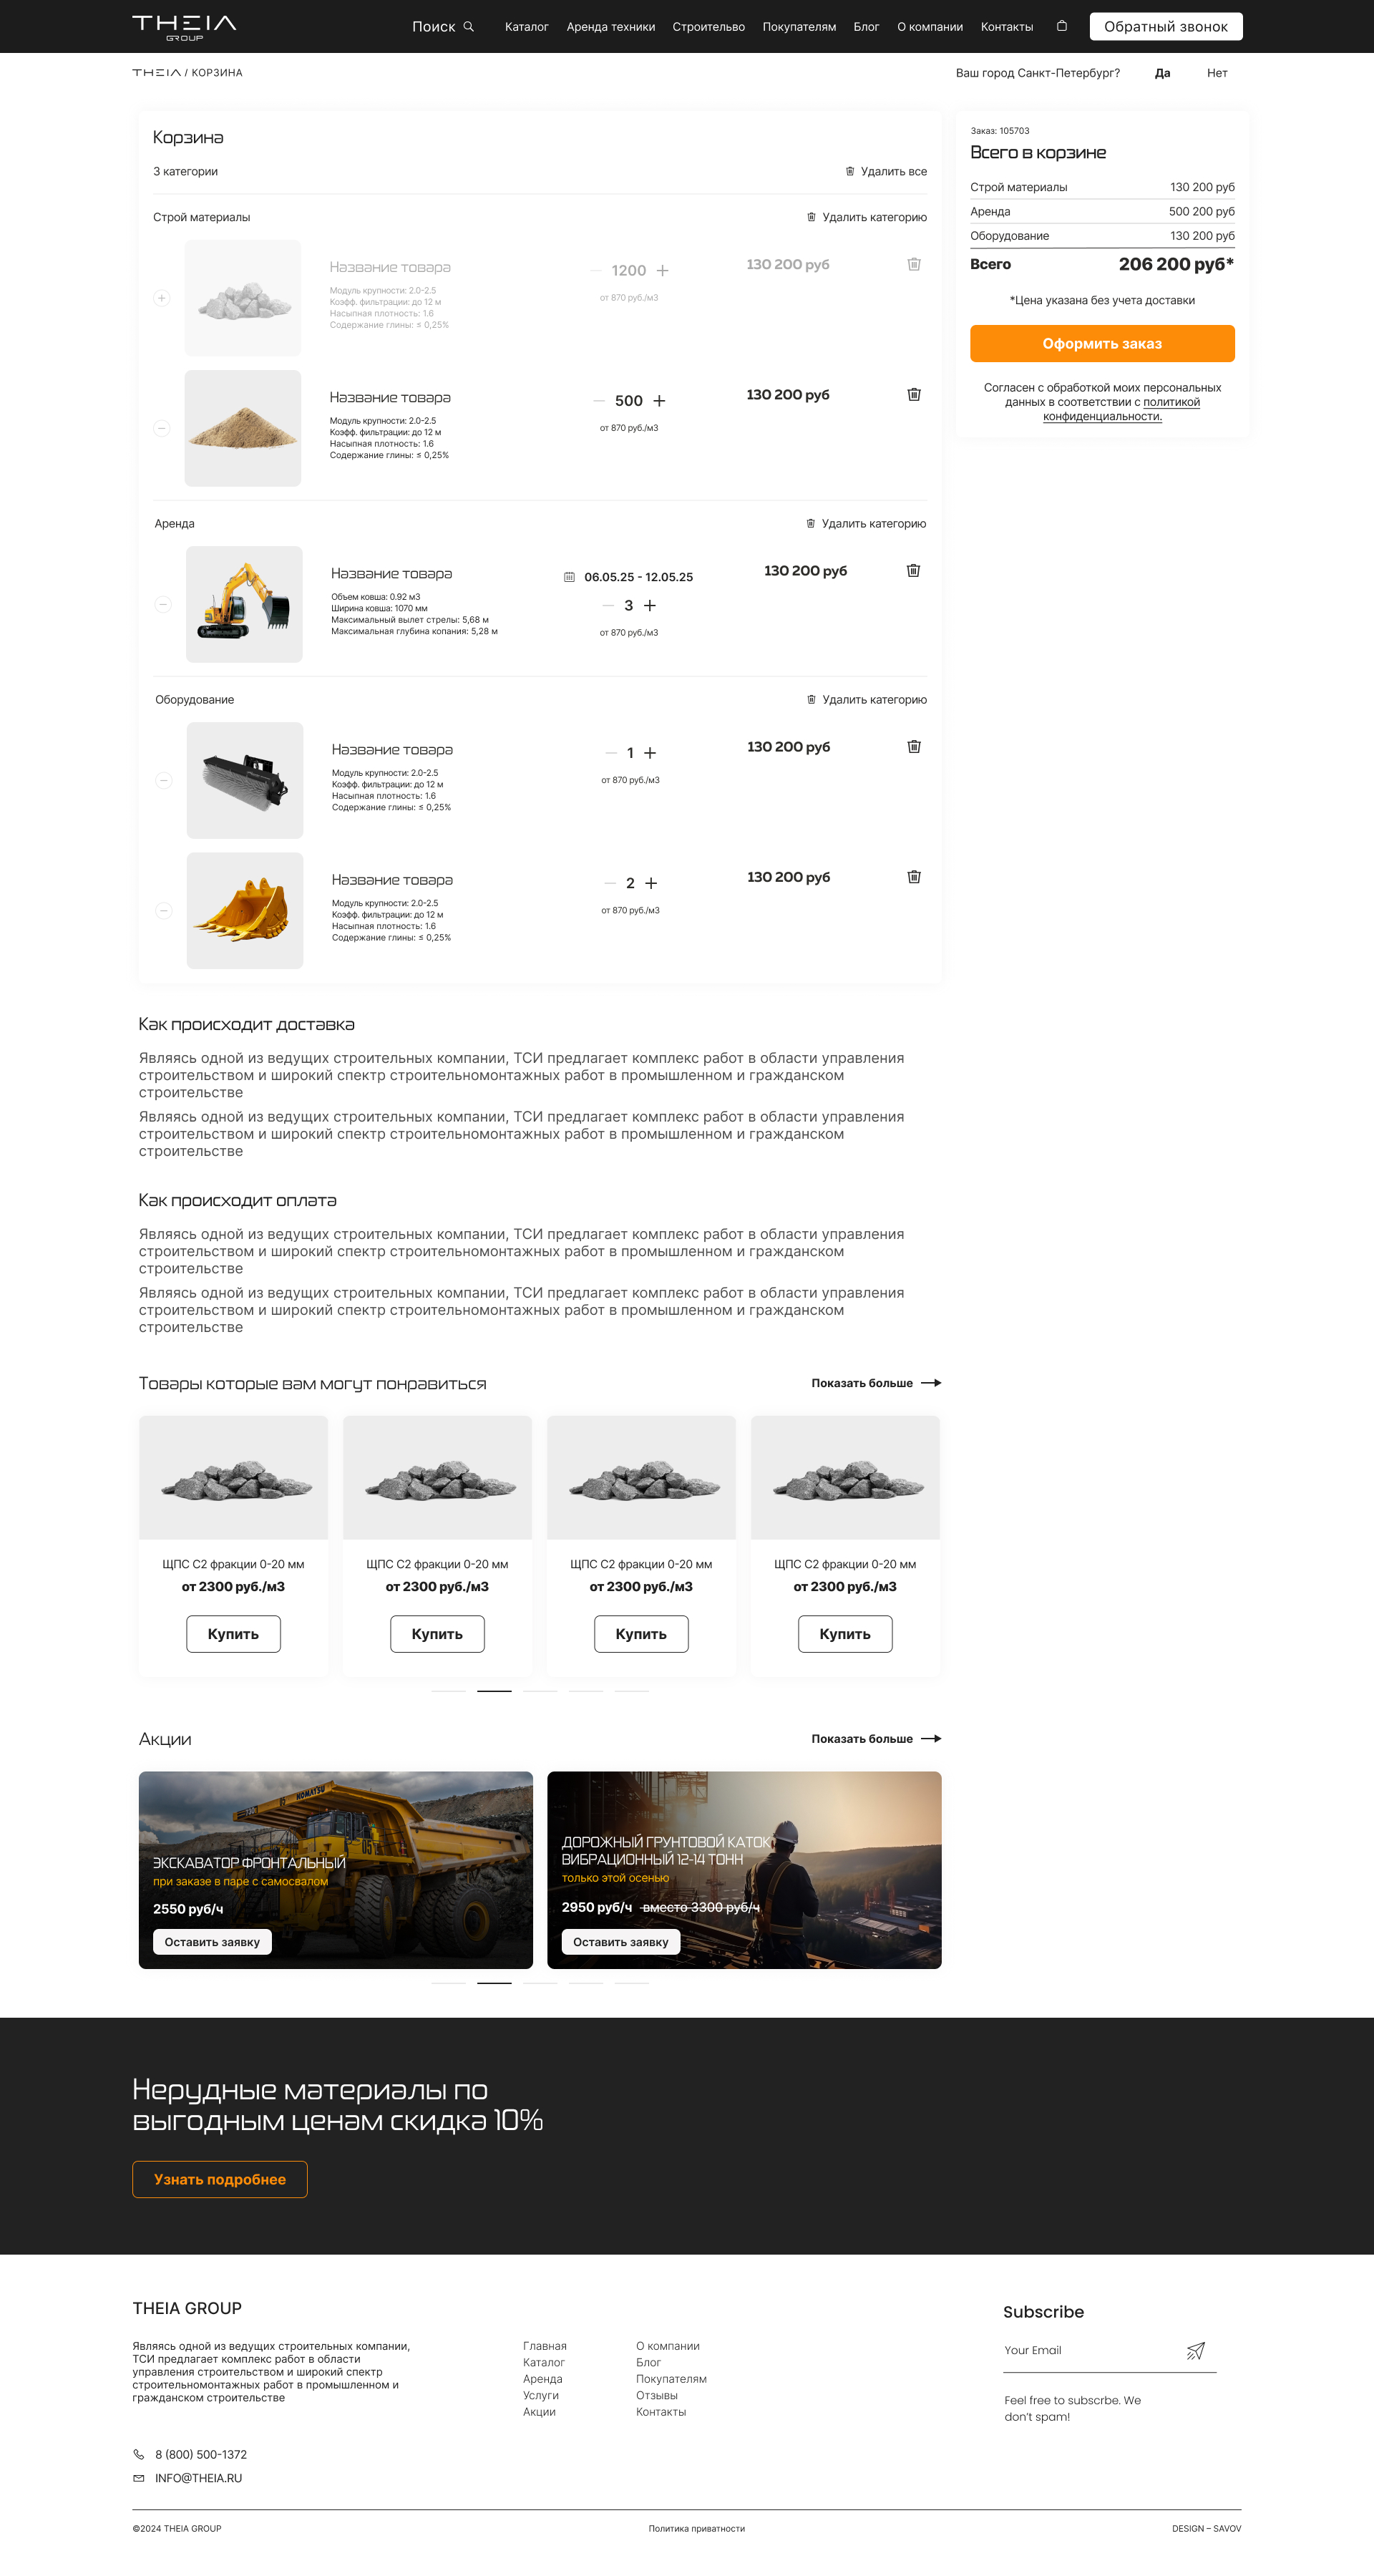 THEIA
GROUP
Поиск
Каталог
Аренда техники
Строительво
Покупателям
Блог
О компании
Контакты
Обратный звонок
THEIA / КОРЗИНА
Ваш город Санкт-Петербург?
Да
Нет
Корзина
3 категории
Удалить все
Строй материалы
Удалить категорию
Название товара
Модуль крупности: 2.0-2.5
Коэфф. фильтрации: до 12 м
Насыпная плотность: 1.6
Содержание глины: ≤ 0,25%
1200
от 870 руб./м3
130 200 руб
Название товара
Модуль крупности: 2.0-2.5
Коэфф. фильтрации: до 12 м
Насыпная плотность: 1.6
Содержание глины: ≤ 0,25%
500
от 870 руб./м3
130 200 руб
Аренда
Удалить категорию
Название товара
Объем ковша: 0.92 м3
Ширина ковша: 1070 мм
Максимальный вылет стрелы: 5,68 м
Максимальная глубина копания: 5,28 м
06.05.25 - 12.05.25
3
от 870 руб./м3
130 200 руб
Оборудование
Удалить категорию
Название товара
Модуль крупности: 2.0-2.5
Коэфф. фильтрации: до 12 м
Насыпная плотность: 1.6
Содержание глины: ≤ 0,25%
1
от 870 руб./м3
130 200 руб
Название товара
Модуль крупности: 2.0-2.5
Коэфф. фильтрации: до 12 м
Насыпная плотность: 1.6
Содержание глины: ≤ 0,25%
2
от 870 руб./м3
130 200 руб
Заказ: 105703
Всего в корзине
Строй материалы 130 200 руб
Аренда 500 200 руб
Оборудование 130 200 руб
Всего 206 200 руб*
*Цена указана без учета доставки
Оформить заказ
Согласен с обработкой моих персональных
данных в соответствии с политикой
конфиденциальности.
Как происходит доставка
Являясь одной из ведущих строительных компании, ТСИ предлагает комплекс работ в области управления
строительством и широкий спектр строительномонтажных работ в промышленном и гражданском
строительстве
Являясь одной из ведущих строительных компании, ТСИ предлагает комплекс работ в области управления
строительством и широкий спектр строительномонтажных работ в промышленном и гражданском
строительстве
Как происходит оплата
Являясь одной из ведущих строительных компании, ТСИ предлагает комплекс работ в области управления
строительством и широкий спектр строительномонтажных работ в промышленном и гражданском
строительстве
Являясь одной из ведущих строительных компании, ТСИ предлагает комплекс работ в области управления
строительством и широкий спектр строительномонтажных работ в промышленном и гражданском
строительстве
Товары которые вам могут понравиться
Показать больше
ЩПС С2 фракции 0-20 мм
от 2300 руб./м3
Купить
ЩПС С2 фракции 0-20 мм
от 2300 руб./м3
Купить
ЩПС С2 фракции 0-20 мм
от 2300 руб./м3
Купить
ЩПС С2 фракции 0-20 мм
от 2300 руб./м3
Купить
Акции
Показать больше
KOMATSU
05
ЭКСКАВАТОР ФРОНТАЛЬНЫЙ
при заказе в паре с самосвалом
2550 руб/ч
Оставить заявку
ДОРОЖНЫЙ ГРУНТОВОЙ КАТОК
ВИБРАЦИОННЫЙ 12-14 ТОНН
только этой осенью
2950 руб/ч вместо 3300 руб/ч
Оставить заявку
Нерудные материалы по
выгодным ценам скидка 10%
Узнать подробнее
THEIA GROUP
Являясь одной из ведущих строительных компании,
ТСИ предлагает комплекс работ в области
управления строительством и широкий спектр
строительномонтажных работ в промышленном и
гражданском строительстве
8 (800) 500-1372
INFO@THEIA.RU
Главная
Каталог
Аренда
Услуги
Акции
О компании
Блог
Покупателям
Отзывы
Контакты
Subscribe
Your Email
Feel free to subscrbe. We
don’t spam!
©2024 THEIA GROUP
Политика приватности
DESIGN – SAVOV